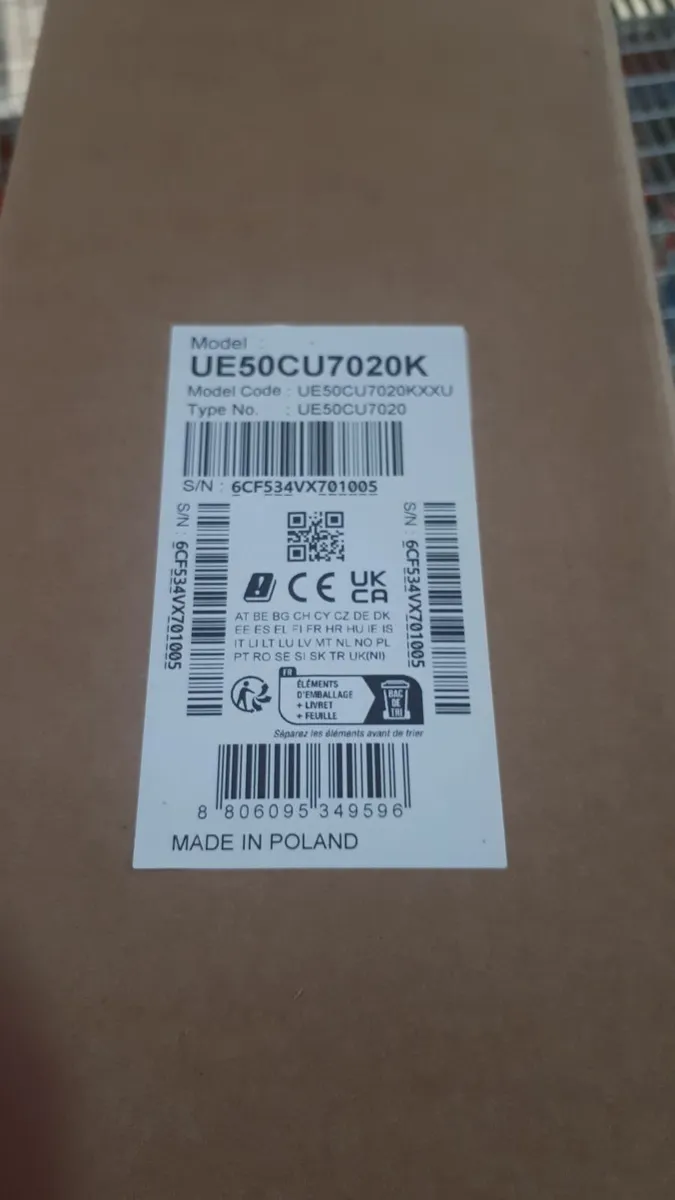 Model :
UE50CU7020K
Model Code : UE50CU7020KXXU
Type No. : UE50CU7020
S/N : 6CF534VX701005
S/N : 6CF534VX701005
S/N : 6CF534VX701005
CE UK CA
AT BE BG CH CY CZ DE DK
EE ES EL FI FR HR HU IE IS
IT LI LT LU LV MT NL NO PL
PT RO SE SI SK TR UK(NI)
FR
ÉLÉMENTS
D'EMBALLAGE
+ LIVRET
+ FEUILLE
BAC
DE
TRI
Séparez les éléments avant de trier
8 806095 349596
MADE IN POLAND